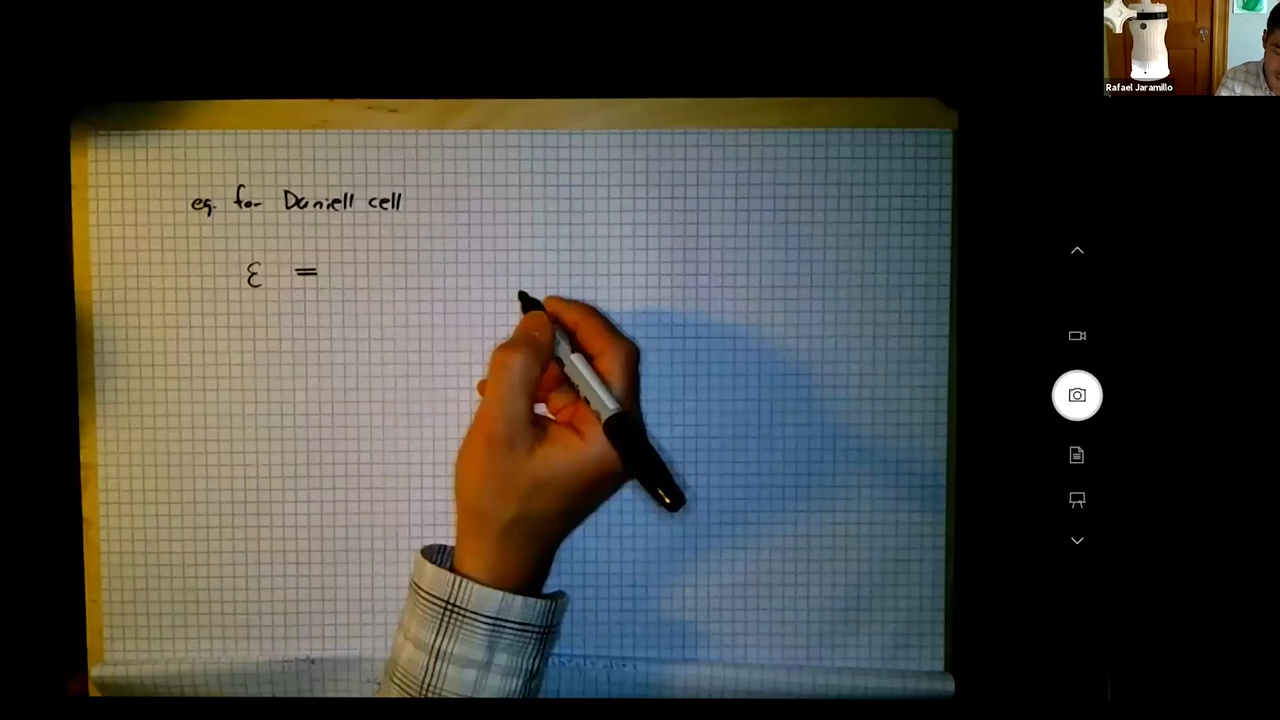 eg. for Daniell cell
ε =
Rafael Jaramillo